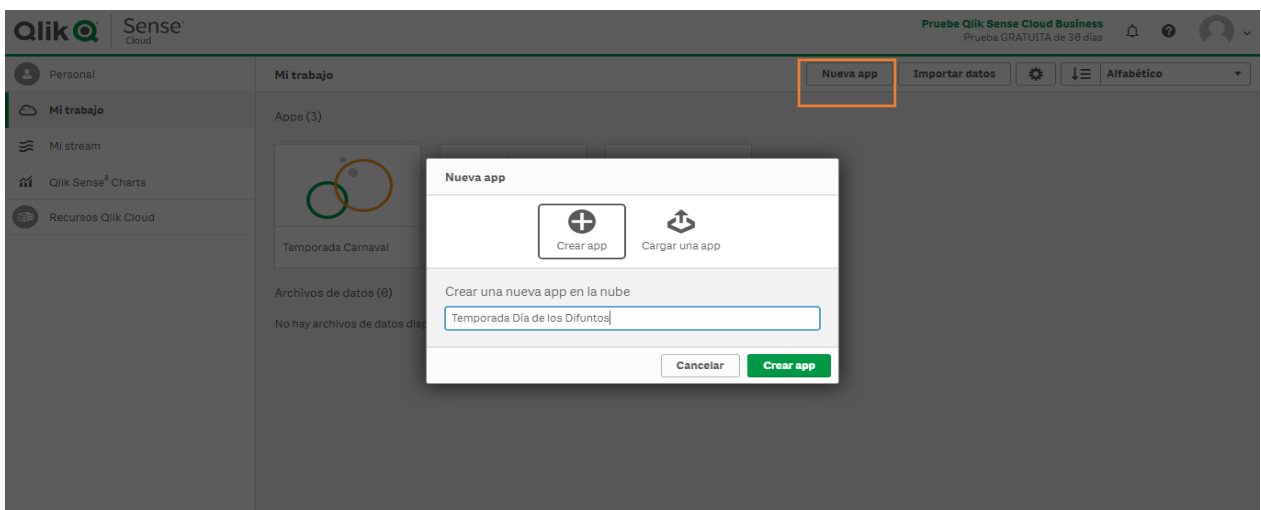 Qlik Sense
Cloud
Pruebe Qlik Sense Cloud Business
Prueba GRATUITA de 30 días
Personal
Mi trabajo
Nueva app
Importar datos
Alfabético
Mi trabajo
Mi stream
Qlik Sense® Charts
Recursos Qlik Cloud
Apps (3)
Temporada Carnaval
Archivos de datos (0)
No hay archivos de datos disp
Nueva app
Crear app
Cargar una app
Crear una nueva app en la nube
Temporada Día de los Difuntos
Cancelar
Crear app